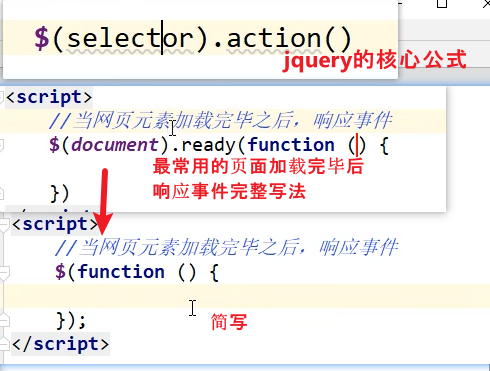 $(selector).action()
jquery的核心公式
<script>
//当网页元素加载完毕之后，响应事件
$(document).ready(function () {
最常用的页面加载完毕后
响应事件完整写法
})
<script>
//当网页元素加载完毕之后，响应事件
$(function () {
简写
});
</script>